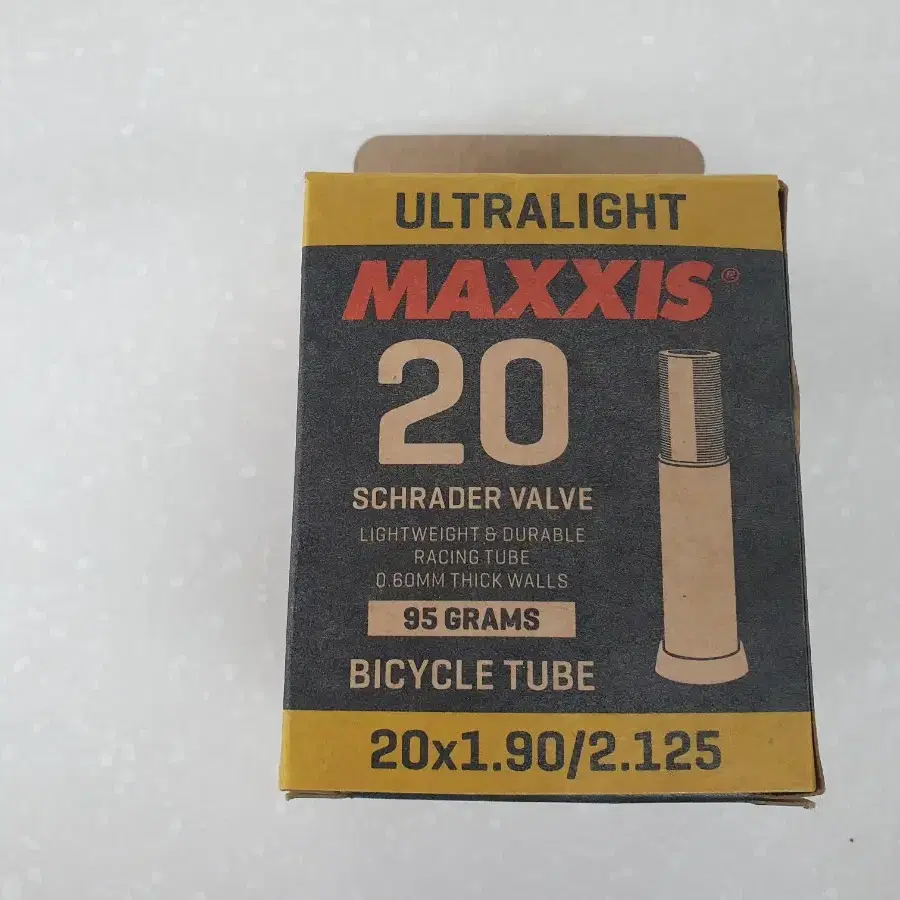 ULTRALIGHT
MAXXIS®
20
SCHRADER VALVE
LIGHTWEIGHT & DURABLE
RACING TUBE
0.60MM THICK WALLS
95 GRAMS
BICYCLE TUBE
20x1.90/2.125